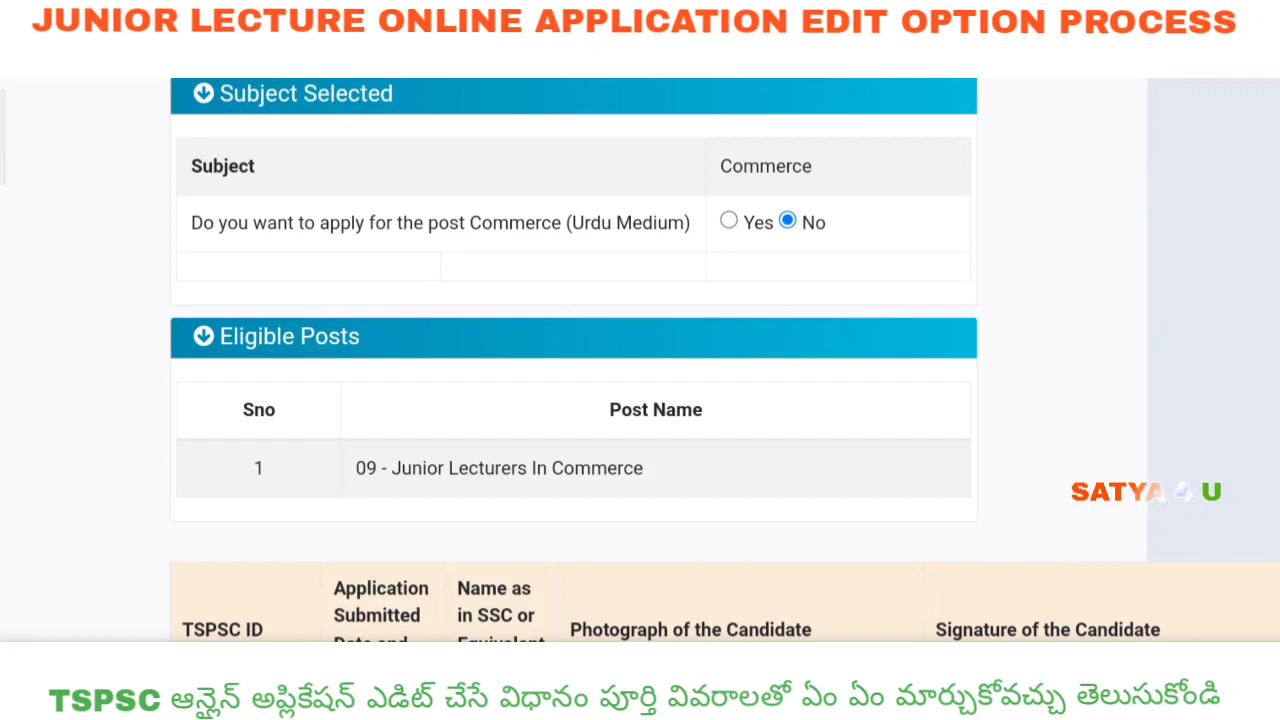 JUNIOR LECTURE ONLINE APPLICATION EDIT OPTION PROCESS
Subject Selected
Subject Commerce
Do you want to apply for the post Commerce (Urdu Medium) Yes No
Eligible Posts
Sno Post Name
1 09 - Junior Lecturers In Commerce
SATYA 4 U
Application Name as
Submitted in SSC or
TSPSC ID Date and Equivalent Photograph of the Candidate Signature of the Candidate
TSPSC ఆన్లైన్ అప్లికేషన్ ఎడిట్ చేసే విధానం పూర్తి వివరాలతో ఏం ఏం మార్చుకోవచ్చు తెలుసుకోండి